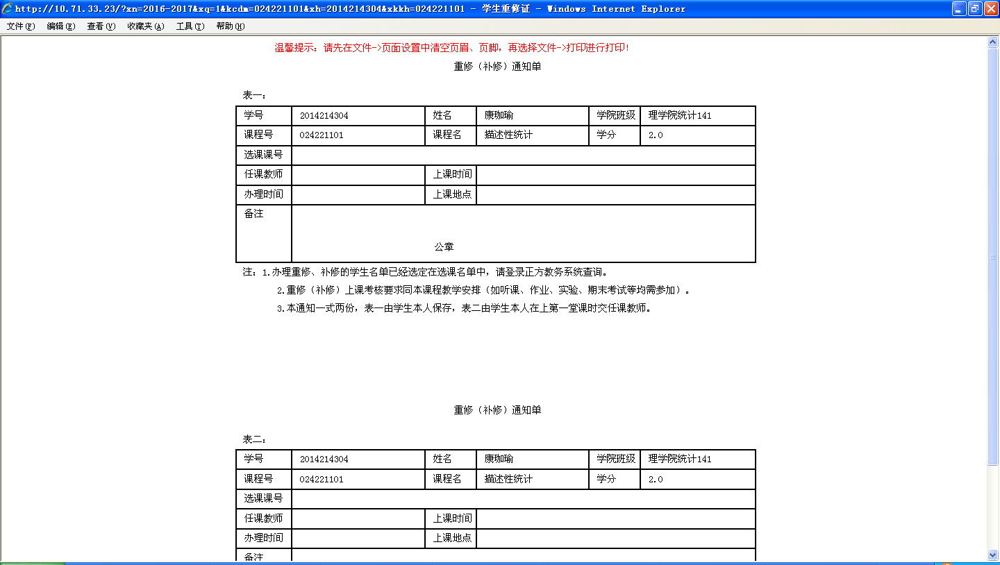 http://10.71.33.23/?xn=2016-2017&xq=1&kcdm=024221101&xh=2014214304&xkkh=024221101 - 学生重修证 - Windows Internet Explorer
文件(F) 编辑(E) 查看(V) 收藏夹(A) 工具(T) 帮助(H)
温馨提示：请先在文件->页面设置中清空页眉、页脚，再选择文件->打印进行打印！
重修（补修）通知单
表一：
学号 2014214304 姓名 康珈瑜 学院班级 理学院统计141
课程号 024221101 课程名 描述性统计 学分 2.0
选课课号
任课教师 上课时间
办理时间 上课地点
备注
公章
注：1.办理重修、补修的学生名单已经选定在选课名单中，请登录正方教务系统查询。
2.重修（补修）上课考核要求同本课程教学安排（如听课、作业、实验、期末考试等均需参加）。
3.本通知一式两份，表一由学生本人保存，表二由学生本人在上第一堂课时交任课教师。
重修（补修）通知单
表二：
学号 2014214304 姓名 康珈瑜 学院班级 理学院统计141
课程号 024221101 课程名 描述性统计 学分 2.0
选课课号
任课教师 上课时间
办理时间 上课地点
备注